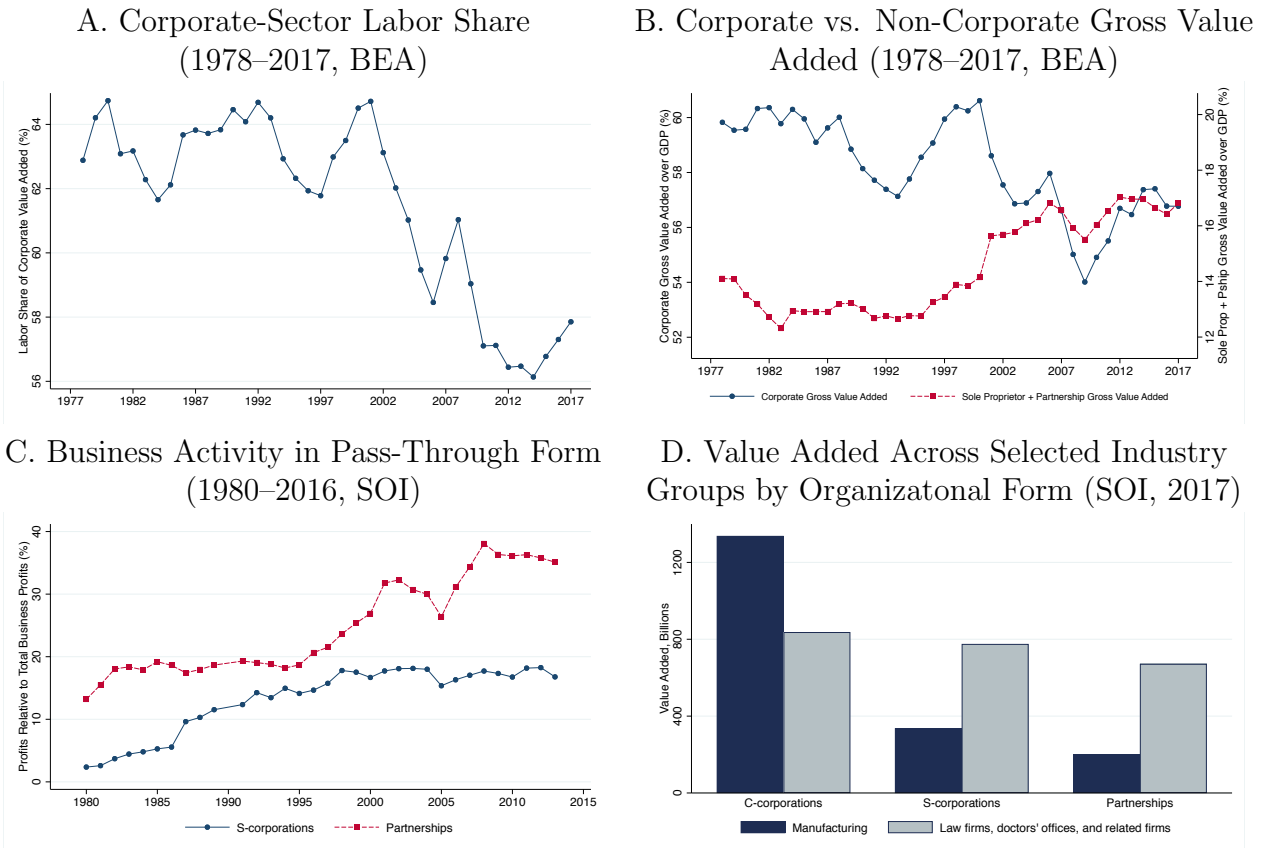 A. Corporate-Sector Labor Share
(1978–2017, BEA)
Labor Share of Corporate Value Added (%)
64
62
60
58
56
1977 1982 1987 1992 1997 2002 2007 2012 2017
B. Corporate vs. Non-Corporate Gross Value
Added (1978–2017, BEA)
Corporate Gross Value Added over GDP (%)
60
58
56
54
52
20
18
16
14
12
Sole Prop + Pship Gross Value Added over GDP (%)
1977 1982 1987 1992 1997 2002 2007 2012 2017
Corporate Gross Value Added Sole Proprietor + Partnership Gross Value Added
C. Business Activity in Pass-Through Form
(1980–2016, SOI)
Profits Relative to Total Business Profits (%)
40
30
20
10
0
1980 1985 1990 1995 2000 2005 2010 2015
S-corporations Partnerships
D. Value Added Across Selected Industry
Groups by Organizatonal Form (SOI, 2017)
Value Added, Billions
1200
800
400
0
C-corporations S-corporations Partnerships
Manufacturing Law firms, doctors' offices, and related firms